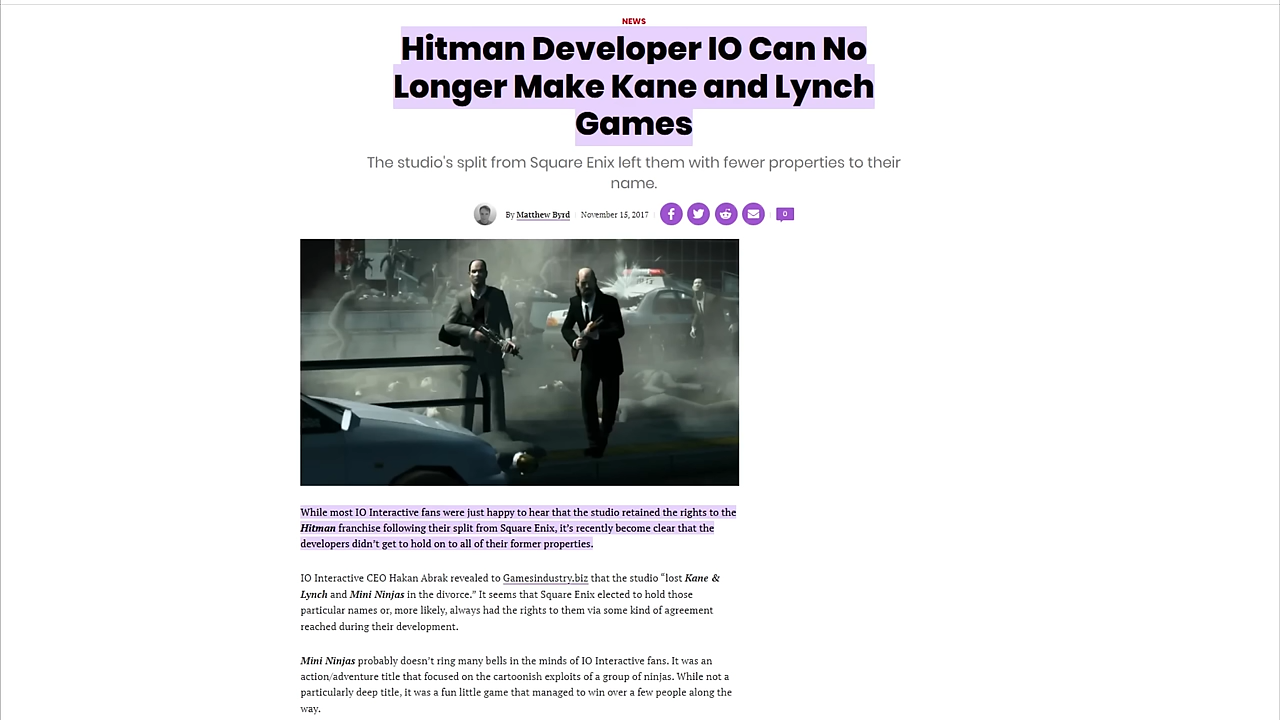 NEWS
Hitman Developer IO Can No
Longer Make Kane and Lynch
Games
The studio's split from Square Enix left them with fewer properties to their
name.
By Matthew Byrd | November 15, 2017 | 0
While most IO Interactive fans were just happy to hear that the studio retained the rights to the
Hitman franchise following their split from Square Enix, it’s recently become clear that the
developers didn’t get to hold on to all of their former properties.
IO Interactive CEO Hakan Abrak revealed to Gamesindustry.biz that the studio “lost Kane &
Lynch and Mini Ninjas in the divorce.” It seems that Square Enix elected to hold those
particular names or, more likely, always had the rights to them via some kind of agreement
reached during their development.
Mini Ninjas probably doesn’t ring many bells in the minds of IO Interactive fans. It was an
action/adventure title that focused on the cartoonish exploits of a group of ninjas. While not a
particularly deep title, it was a fun little game that managed to win over a few people along the
way.